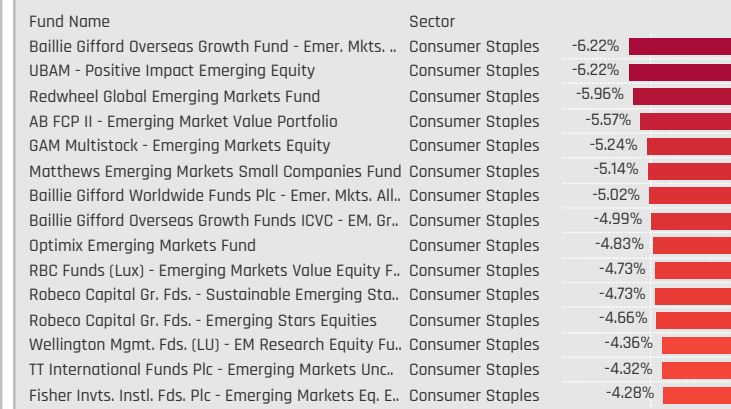 Fund Name Sector
Baillie Gifford Overseas Growth Fund - Emer. Mkts. .. Consumer Staples -6.22%
UBAM - Positive Impact Emerging Equity Consumer Staples -6.22%
Redwheel Global Emerging Markets Fund Consumer Staples -5.96%
AB FCP II - Emerging Market Value Portfolio Consumer Staples -5.57%
GAM Multistock - Emerging Markets Equity Consumer Staples -5.24%
Matthews Emerging Markets Small Companies Fund Consumer Staples -5.14%
Baillie Gifford Worldwide Funds Plc - Emer. Mkts. All.. Consumer Staples -5.02%
Baillie Gifford Overseas Growth Funds ICVC - EM. Gr.. Consumer Staples -4.99%
Optimix Emerging Markets Fund Consumer Staples -4.83%
RBC Funds (Lux) - Emerging Markets Value Equity F.. Consumer Staples -4.73%
Robeco Capital Gr. Fds. - Sustainable Emerging Sta.. Consumer Staples -4.73%
Robeco Capital Gr. Fds. - Emerging Stars Equities Consumer Staples -4.66%
Wellington Mgmt. Fds. (LU) - EM Research Equity Fu.. Consumer Staples -4.36%
TT International Funds Plc - Emerging Markets Unc.. Consumer Staples -4.32%
Fisher Invts. Instl. Fds. Plc - Emerging Markets Eq. E.. Consumer Staples -4.28%